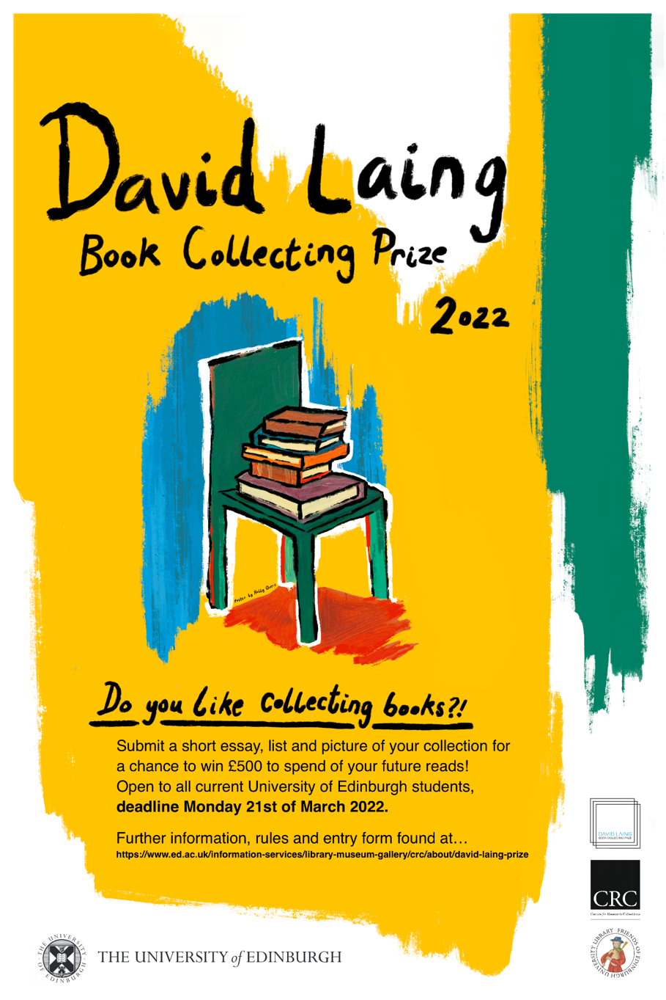 David Laing
Book Collecting Prize
2022
Poster by Holly
Do you like collecting books?!
Submit a short essay, list and picture of your collection for
a chance to win £500 to spend of your future reads!
Open to all current University of Edinburgh students,
deadline Monday 21st of March 2022.
Further information, rules and entry form found at…
https://www.ed.ac.uk/information-services/library-museum-gallery/crc/about/david-laing-prize
DAVID LAING
BOOK COLLECTING PRIZE
CRC
Centre for Research Collections
FRIENDS OF EDINBURGH UNIVERSITY LIBRARY
THE UNIVERSITY OF EDINBURGH
THE UNIVERSITY of EDINBURGH